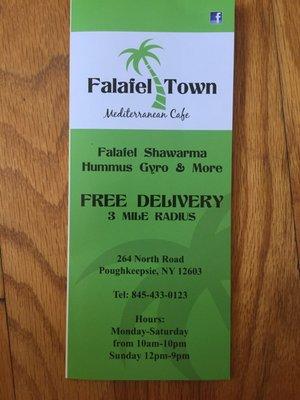 Falafel Town
Mediterranean Cafe
Falafel Shawarma
Hummus Gyro & More
FREE DELIVERY
3 MILE RADIUS
264 North Road
Poughkeepsie, NY 12603
Tel: 845-433-0123
Hours:
Monday-Saturday
from 10am-10pm
Sunday 12pm-9pm